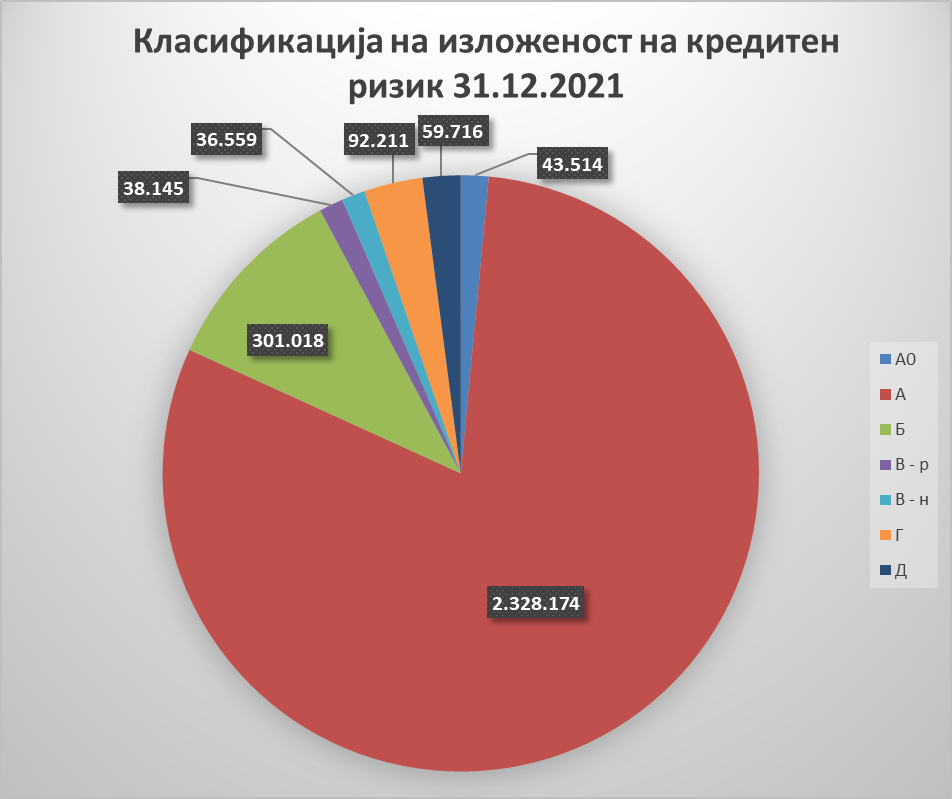 Класификација на изложеност на кредитен
ризик 31.12.2021
36.559
92.211
59.716
43.514
38.145
301.018
2.328.174
А0
А
Б
В - р
В - н
Г
Д